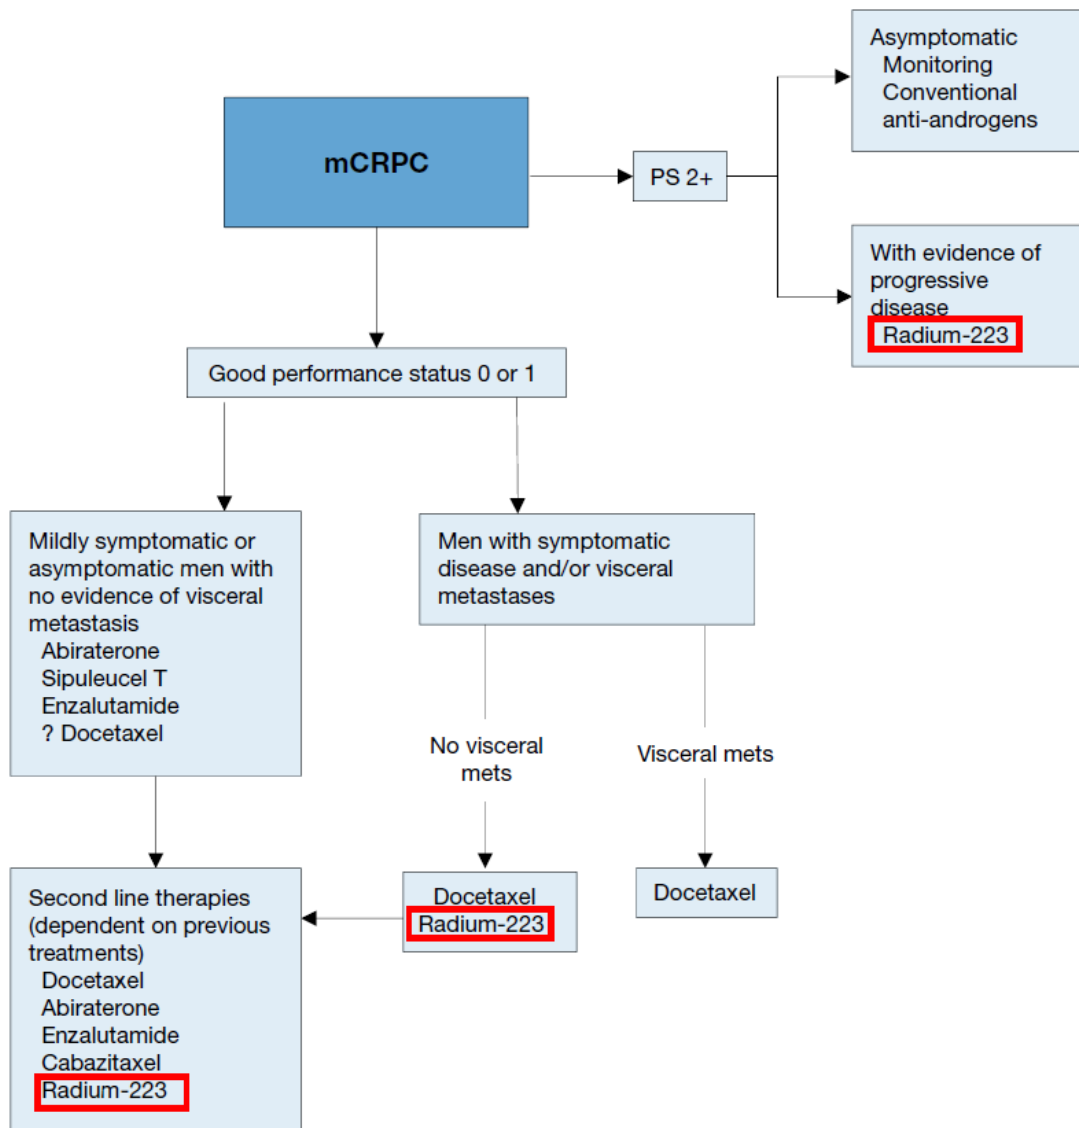 Asymptomatic
Monitoring
Conventional
anti-androgens
mCRPC
PS 2+
With evidence of
progressive
disease
Radium-223
Good performance status 0 or 1
Mildly symptomatic or
asymptomatic men with
no evidence of visceral
metastasis
Abiraterone
Sipuleucel T
Enzalutamide
? Docetaxel
Men with symptomatic
disease and/or visceral
metastases
No visceral
mets
Visceral mets
Second line therapies
(dependent on previous
treatments)
Docetaxel
Abiraterone
Enzalutamide
Cabazitaxel
Radium-223
Docetaxel
Radium-223
Docetaxel